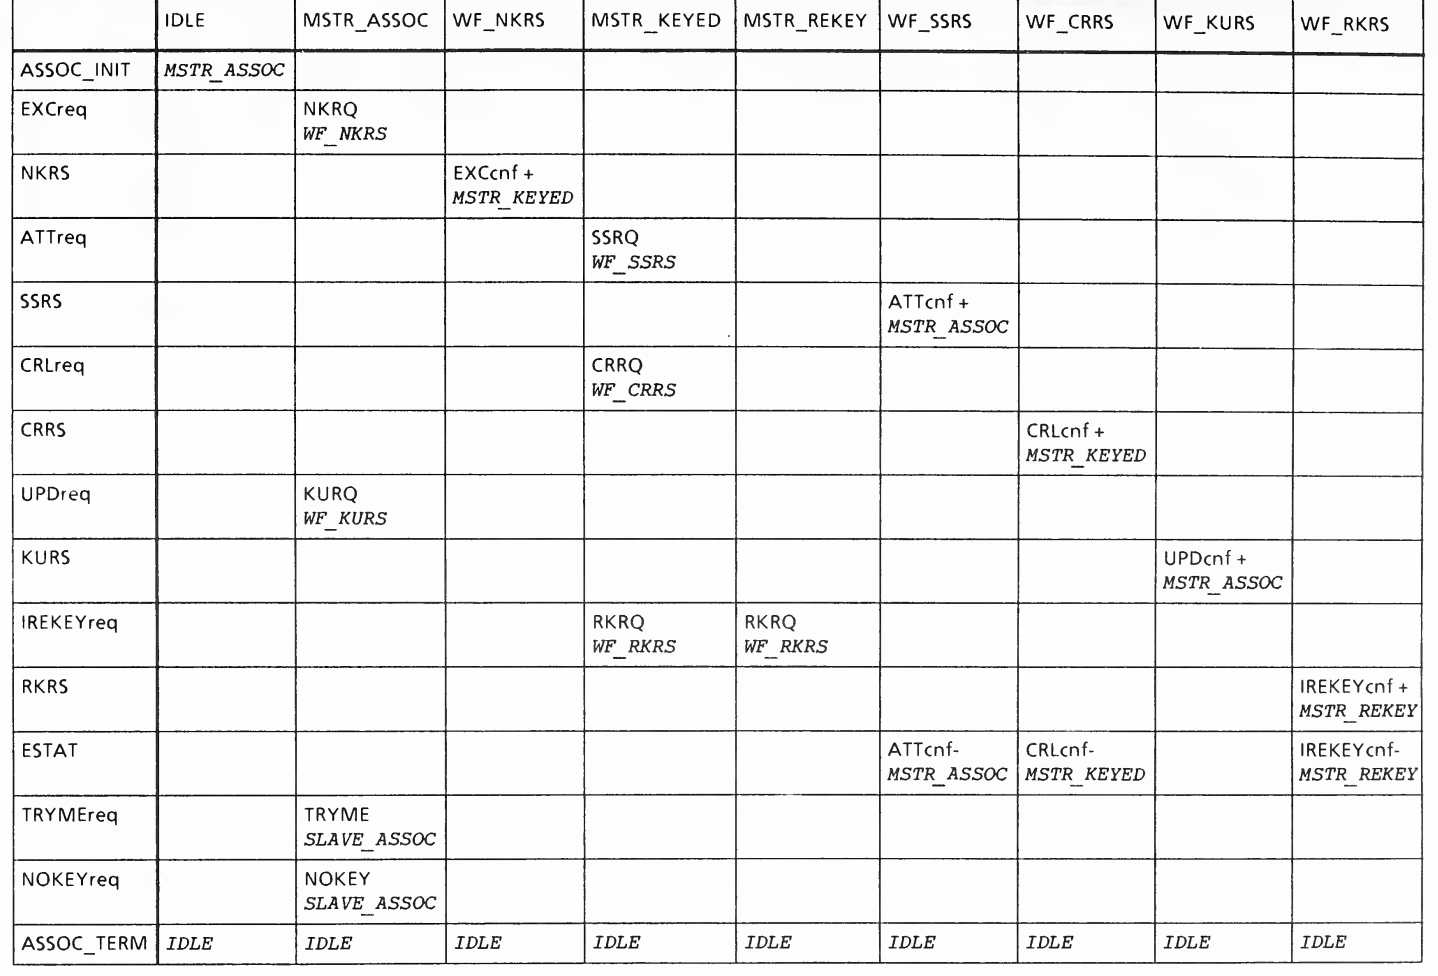 IDLE MSTR_ASSOC WF_NKRS MSTR_KEYED MSTR_REKEY WF_SSRS WF_CRRS WF_KURS WF_RKRS
ASSOC_INIT MSTR_ASSOC
EXCreq NKRQ
WF_NKRS
NKRS EXCcnf +
MSTR_KEYED
ATTreq SSRQ
WF_SSRS
SSRS ATTcnf +
MSTR_ASSOC
CRLreq CRRQ
WF_CRRS
CRRS CRLcnf +
MSTR_KEYED
UPDreq KURQ
WF_KURS
KURS UPDcnf +
MSTR_ASSOC
IREKEYreq RKRQ RKRQ
WF_RKRS WF_RKRS
RKRS IREKEYcnf +
MSTR_REKEY
ESTAT ATTcnf- CRLcnf- IREKEYcnf-
MSTR_ASSOC MSTR_KEYED MSTR_REKEY
TRYMEreq TRYME
SLAVE_ASSOC
NOKEYreq NOKEY
SLAVE_ASSOC
ASSOC_TERM IDLE IDLE IDLE IDLE IDLE IDLE IDLE IDLE IDLE